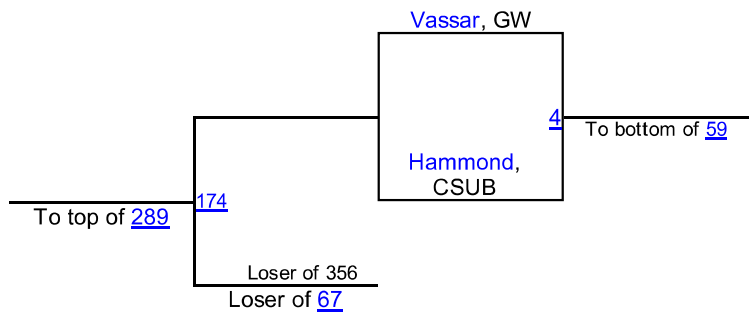 Vassar, GW
4
To bottom of 59
Hammond,
CSUB
174
To top of 289
Loser of 356
Loser of 67